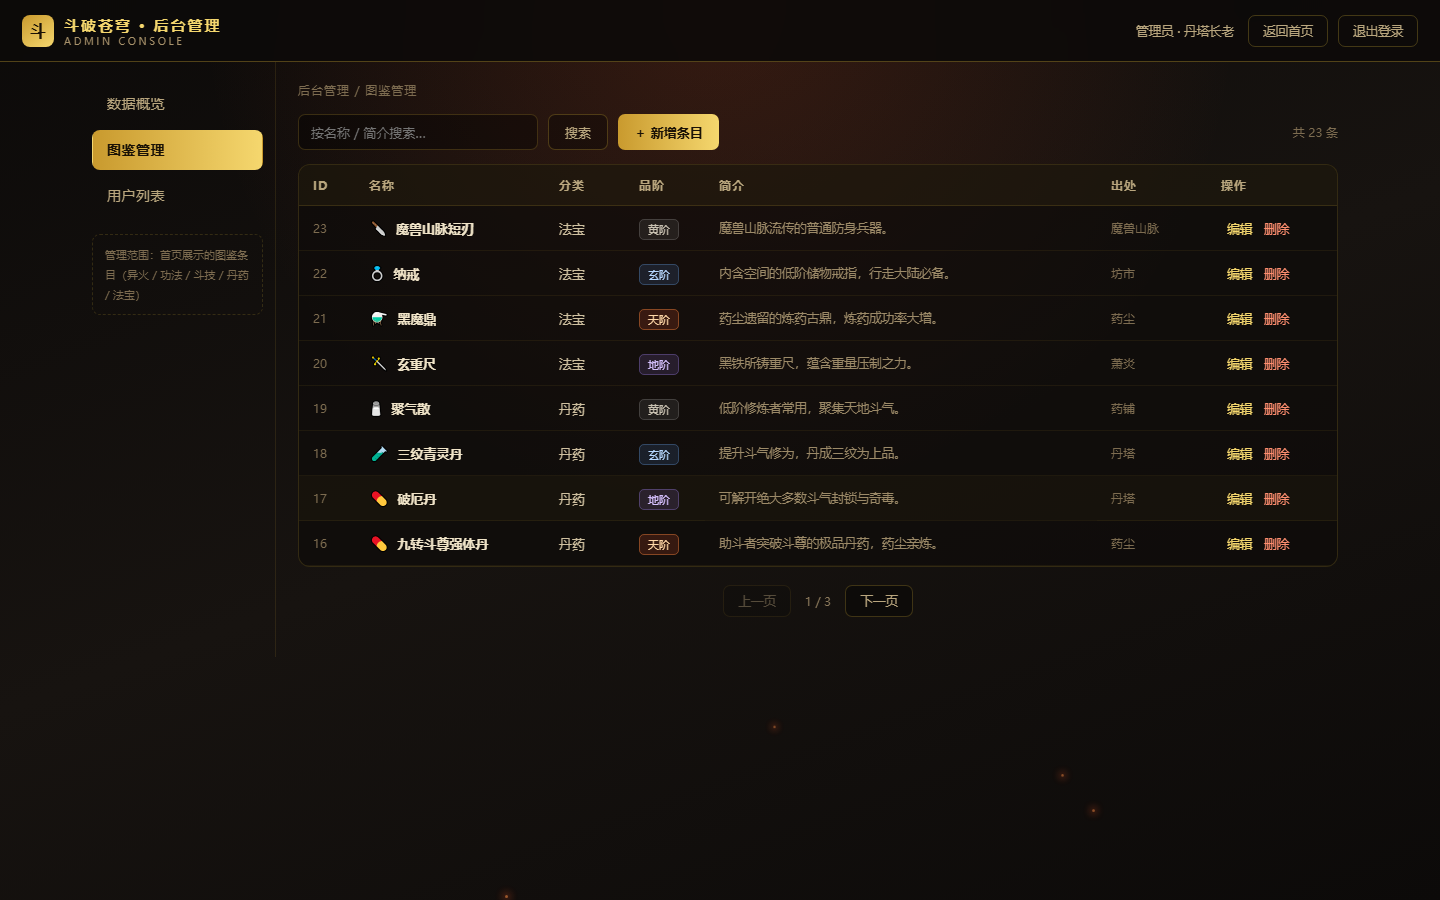 斗 斗破苍穹 · 后台管理
ADMIN CONSOLE
管理员 · 丹塔长老 返回首页 退出登录
数据概览
图鉴管理
用户列表
管理范围：首页展示的图鉴条
目（异火 / 功法 / 斗技 / 丹药
/ 法宝）
后台管理 / 图鉴管理
按名称 / 简介搜索... 搜索 + 新增条目 共 23 条
ID 名称 分类 品阶 简介 出处 操作
23 魔兽山脉短刃 法宝 黄阶 魔兽山脉流传的普通防身兵器。 魔兽山脉 编辑 删除
22 纳戒 法宝 玄阶 内含空间的低阶储物戒指，行走大陆必备。 坊市 编辑 删除
21 黑魔鼎 法宝 天阶 药尘遗留的炼药古鼎，炼药成功率大增。 药尘 编辑 删除
20 玄重尺 法宝 地阶 黑铁所铸重尺，蕴含重量压制之力。 萧炎 编辑 删除
19 聚气散 丹药 黄阶 低阶修炼者常用，聚集天地斗气。 药铺 编辑 删除
18 三纹青灵丹 丹药 玄阶 提升斗气修为，丹成三纹为上品。 丹塔 编辑 删除
17 破厄丹 丹药 地阶 可解开绝大多数斗气封锁与奇毒。 丹塔 编辑 删除
16 九转斗尊强体丹 丹药 天阶 助斗者突破斗尊的极品丹药，药尘亲炼。 药尘 编辑 删除
上一页 1 / 3 下一页